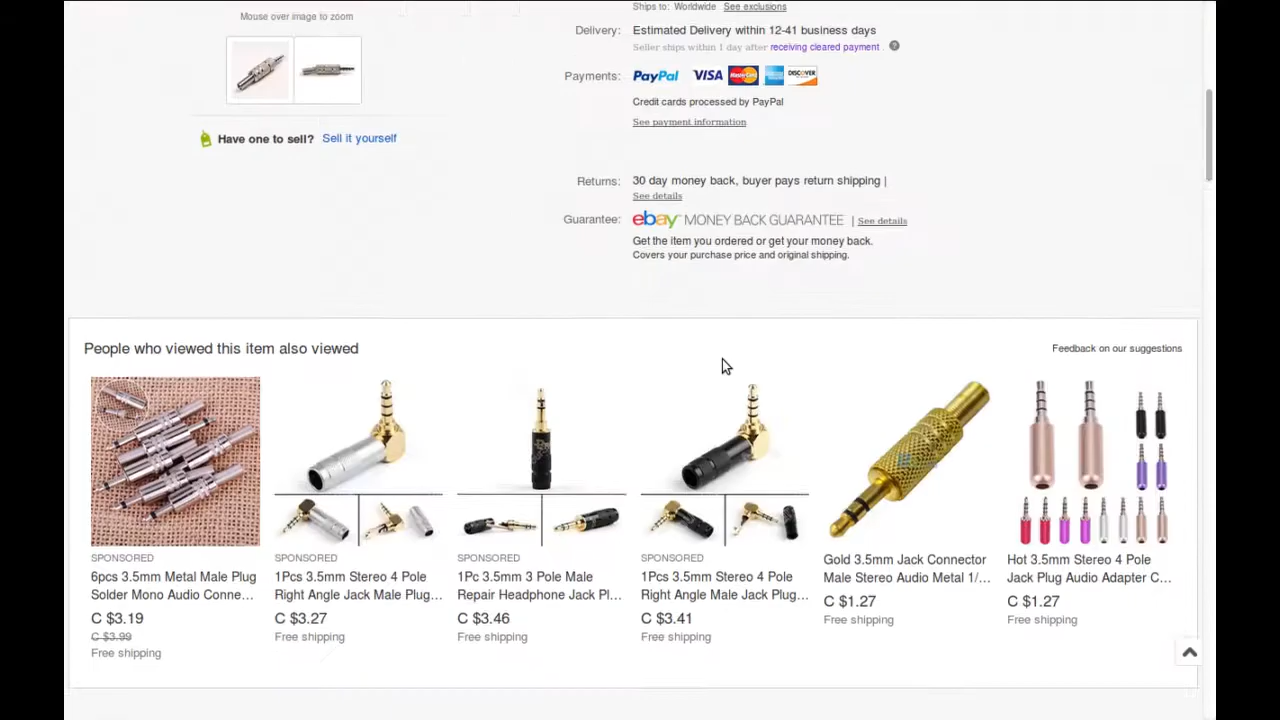 Mouse over image to zoom
Have one to sell? Sell it yourself
Ships to: Worldwide See exclusions
Delivery: Estimated Delivery within 12-41 business days
Seller ships within 1 day after receiving cleared payment . ?
Payments: PayPal VISA MasterCard DISCOVER
Credit cards processed by PayPal
See payment information
Returns: 30 day money back, buyer pays return shipping |
See details
Guarantee: ebay MONEY BACK GUARANTEE | See details
Get the item you ordered or get your money back.
Covers your purchase price and original shipping.
People who viewed this item also viewed
Feedback on our suggestions
SPONSORED
6pcs 3.5mm Metal Male Plug
Solder Mono Audio Conne...
C $3.19
C $3.99
Free shipping
SPONSORED
1Pcs 3.5mm Stereo 4 Pole
Right Angle Jack Male Plug...
C $3.27
Free shipping
SPONSORED
1Pc 3.5mm 3 Pole Male
Repair Headphone Jack Pl...
C $3.46
Free shipping
SPONSORED
1Pcs 3.5mm Stereo 4 Pole
Right Angle Male Jack Plug...
C $3.41
Free shipping
Gold 3.5mm Jack Connector
Male Stereo Audio Metal 1/...
C $1.27
Free shipping
Hot 3.5mm Stereo 4 Pole
Jack Plug Audio Adapter C...
C $1.27
Free shipping